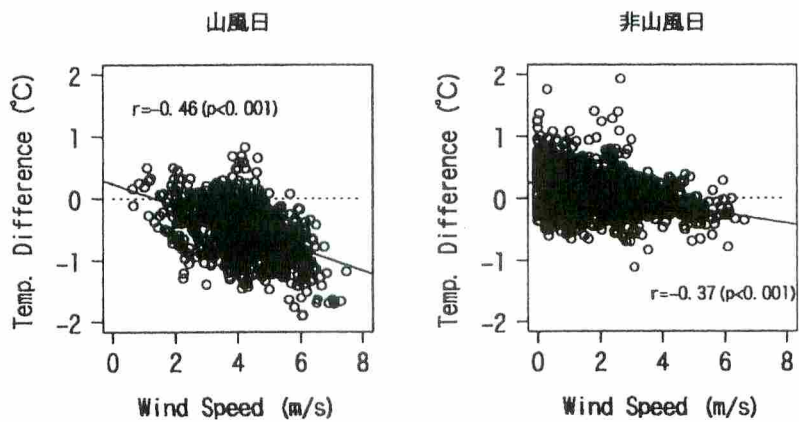 山風日
Temp. Difference (℃)
2
1
0
-1
-2
r=-0.46(p<0.001)
0 2 4 6 8
Wind Speed (m/s)
非山風日
Temp. Difference (℃)
2
1
0
-1
-2
r=-0.37(p<0.001)
0 2 4 6 8
Wind Speed (m/s)